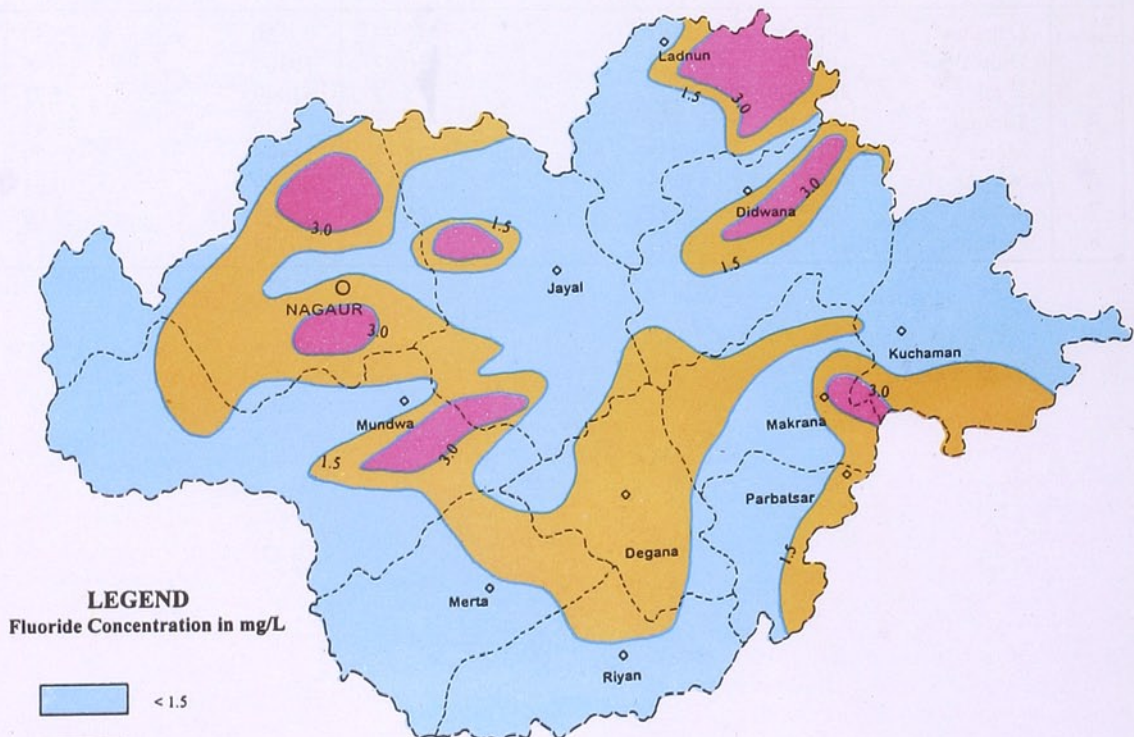 Ladnun
1.5
3.0
3.0
Didwana
1.5
3.0
1.5
Jayal
NAGAUR
3.0
Kuchaman
3.0
Makrana
Mundwa
1.5
3.0
Parbatsar
1.5
Degana
Merta
Riyan
LEGEND
Fluoride Concentration in mg/L
< 1.5